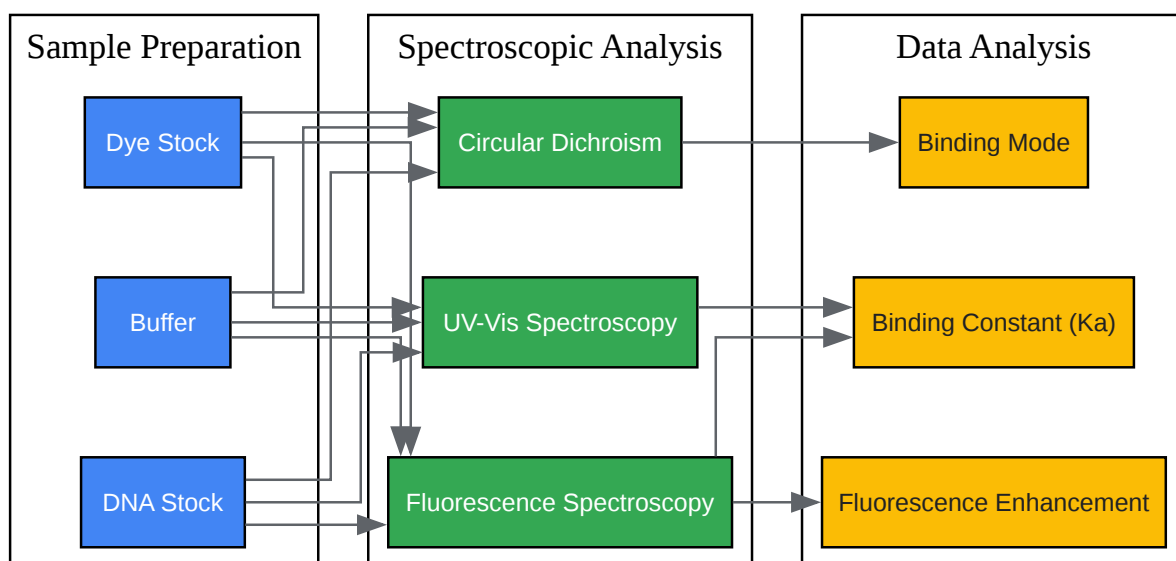 Sample Preparation
Dye Stock
Buffer
DNA Stock
Spectroscopic Analysis
Circular Dichroism
UV-Vis Spectroscopy
Fluorescence Spectroscopy
Data Analysis
Binding Mode
Binding Constant (Ka)
Fluorescence Enhancement